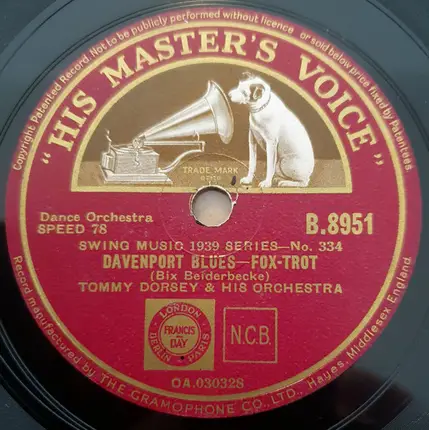 Copyright Patented Record. Not to be publicly performed without licence or sold below price fixed by Patentees.
"HIS MASTER'S VOICE"
TRADE MARK
Dance Orchestra
SPEED 78
B.8951
SWING MUSIC 1939 SERIES—No. 334
DAVENPORT BLUES—FOX-TROT
(Bix Beiderbecke)
TOMMY DORSEY & HIS ORCHESTRA
LONDON
FRANCIS
DAY
BERLIN PARIS
N.C.B.
OA.030328
Record manufactured by THE GRAMOPHONE CO. LTD., Hayes, Middlesex, England